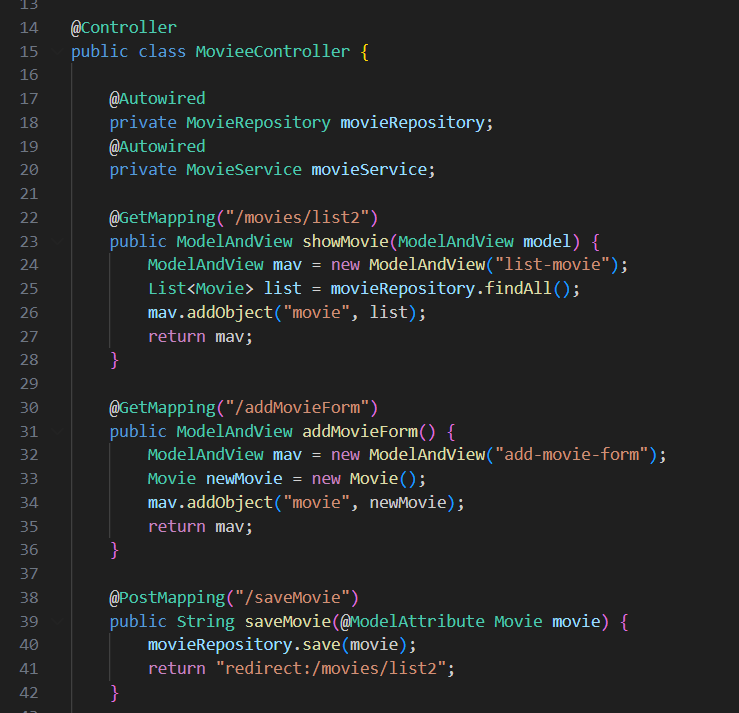 13
14 @Controller
15 public class MovieeController {
16
17 @Autowired
18 private MovieRepository movieRepository;
19 @Autowired
20 private MovieService movieService;
21
22 @GetMapping("/movies/list2")
23 public ModelAndView showMovie(ModelAndView model) {
24 ModelAndView mav = new ModelAndView("list-movie");
25 List<Movie> list = movieRepository.findAll();
26 mav.addObject("movie", list);
27 return mav;
28 }
29
30 @GetMapping("/addMovieForm")
31 public ModelAndView addMovieForm() {
32 ModelAndView mav = new ModelAndView("add-movie-form");
33 Movie newMovie = new Movie();
34 mav.addObject("movie", newMovie);
35 return mav;
36 }
37
38 @PostMapping("/saveMovie")
39 public String saveMovie(@ModelAttribute Movie movie) {
40 movieRepository.save(movie);
41 return "redirect:/movies/list2";
42 }